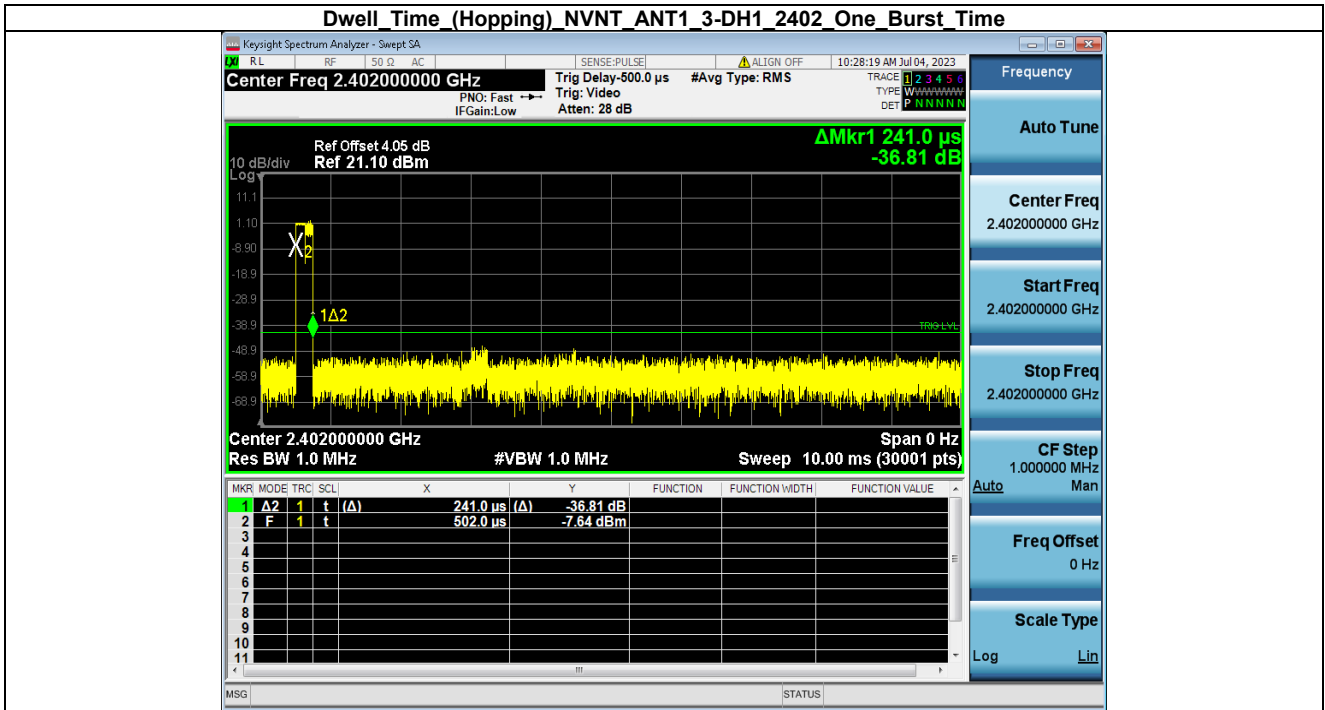 Dwell_Time_(Hopping)_NVNT_ANT1_3-DH1_2402_One_Burst_Time
Keysight Spectrum Analyzer - Swept SA
LXI RL RF 50 Ω AC SENSE:PULSE ALIGN OFF 10:28:19 AM Jul 04, 2023
Center Freq 2.402000000 GHz
PNO: Fast
IFGain:Low
Trig Delay-500.0 µs
Trig: Video
Atten: 28 dB
#Avg Type: RMS
TRACE 1 2 3 4 5 6
TYPE WWWWWW
DET P N N N N N
Frequency
Auto Tune
Center Freq
2.402000000 GHz
Start Freq
2.402000000 GHz
Stop Freq
2.402000000 GHz
CF Step
1.000000 MHz
Auto Man
Freq Offset
0 Hz
Scale Type
Log Lin
ΔMkr1 241.0 µs
-36.81 dB
Ref Offset 4.05 dB
10 dB/div Ref 21.10 dBm
Log
11.1
1.10
-8.90
-18.9
-28.9
-38.9
-48.9
-58.9
-68.9
2
1Δ2
TRIG LVL
Center 2.402000000 GHz Span 0 Hz
Res BW 1.0 MHz #VBW 1.0 MHz Sweep 10.00 ms (30001 pts)
MKR MODE TRC SCL X Y FUNCTION FUNCTION WIDTH FUNCTION VALUE
1 Δ2 1 t (Δ) 241.0 µs (Δ) -36.81 dB
2 F 1 t 502.0 µs -7.64 dBm
3
4
5
6
7
8
9
10
11
MSG STATUS